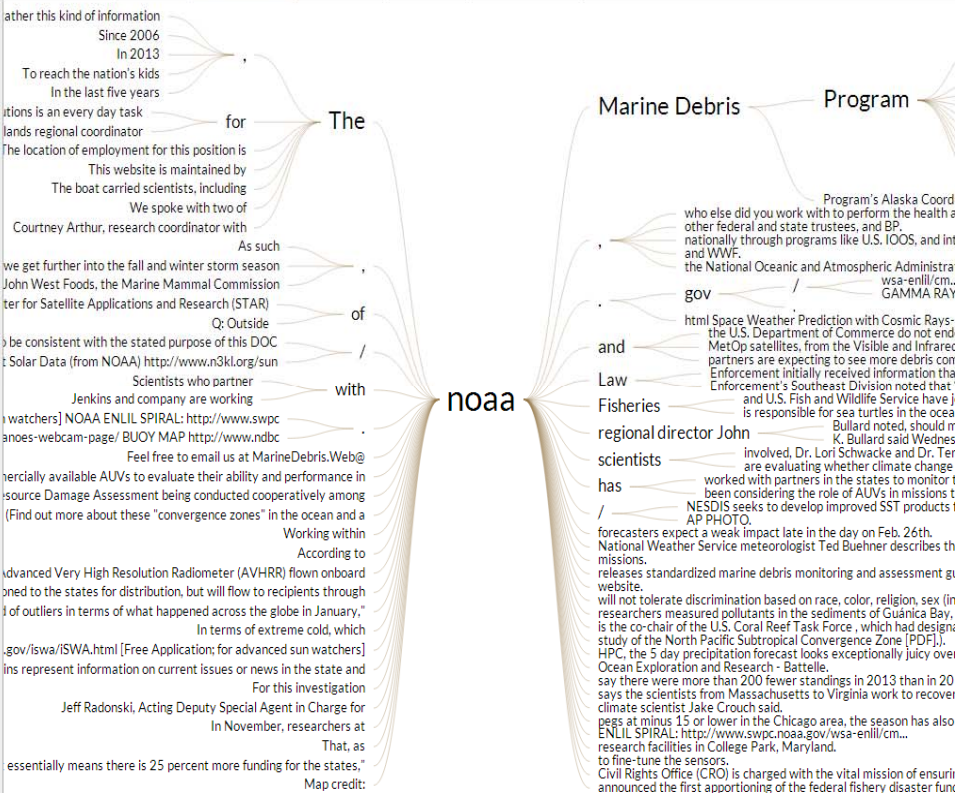 ather this kind of information
Since 2006
In 2013
To reach the nation's kids
In the last five years
,
utions is an every day task
lands regional coordinator
for
The location of employment for this position is
This website is maintained by
The boat carried scientists, including
We spoke with two of
Courtney Arthur, research coordinator with
The
As such
we get further into the fall and winter storm season
John West Foods, the Marine Mammal Commission
,
ter for Satellite Applications and Research (STAR)
Q: Outside
of
o be consistent with the stated purpose of this DOC
t Solar Data (from NOAA) http://www.n3kl.org/sun
/
Scientists who partner
Jenkins and company are working
with
n watchers] NOAA ENLIL SPIRAL: http://www.swpc
anoes-webcam-page/ BUOY MAP http://www.ndbc
.
Feel free to email us at MarineDebris.Web@
mercially available AUVs to evaluate their ability and performance in
esource Damage Assessment being conducted cooperatively among
(Find out more about these "convergence zones" in the ocean and a
Working within
According to
Advanced Very High Resolution Radiometer (AVHRR) flown onboard
oned to the states for distribution, but will flow to recipients through
d of outliers in terms of what happened across the globe in January,"
In terms of extreme cold, which
.gov/iswa/iSWA.html [Free Application; for advanced sun watchers]
ins represent information on current issues or news in the state and
For this investigation
Jeff Radonski, Acting Deputy Special Agent in Charge for
In November, researchers at
That, as
essentially means there is 25 percent more funding for the states,"
Map credit:
noaa
Marine Debris
Program
Program's Alaska Coord
,
who else did you work with to perform the health a
other federal and state trustees, and BP.
nationally through programs like U.S. IOOS, and int
and WWF.
the National Oceanic and Atmospheric Administra
.
gov
/
wsa-enlil/cm...
GAMMA RAY
.
html Space Weather Prediction with Cosmic Rays-
and
the U.S. Department of Commerce do not end
MetOp satellites, from the Visible and Infrared
partners are expecting to see more debris com
Law
Enforcement initially received information tha
Enforcement's Southeast Division noted that "
Fisheries
and U.S. Fish and Wildlife Service have j
is responsible for sea turtles in the ocea
regional director John
Bullard noted, should m
K. Bullard said Wednes
scientists
involved, Dr. Lori Schwacke and Dr. Ter
are evaluating whether climate change
has
worked with partners in the states to monitor t
been considering the role of AUVs in missions t
/
NESDIS seeks to develop improved SST products f
AP PHOTO.
forecasters expect a weak impact late in the day on Feb. 26th.
National Weather Service meteorologist Ted Buehner describes th
missions.
releases standardized marine debris monitoring and assessment gu
website.
will not tolerate discrimination based on race, color, religion, sex (in
researchers measured pollutants in the sediments of Guánica Bay,
is the co-chair of the U.S. Coral Reef Task Force , which had designa
study of the North Pacific Subtropical Convergence Zone [PDF].).
HPC, the 5 day precipitation forecast looks exceptionally juicy over
Ocean Exploration and Research - Battelle.
say there were more than 200 fewer standings in 2013 than in 20
says the scientists from Massachusetts to Virginia work to recover
climate scientist Jake Crouch said.
pegs at minus 15 or lower in the Chicago area, the season has also
ENLIL SPIRAL: http://www.swpc.noaa.gov/wsa-enlil/cm...
research facilities in College Park, Maryland.
to fine-tune the sensors.
Civil Rights Office (CRO) is charged with the vital mission of ensurin
announced the first apportioning of the federal fishery disaster fund